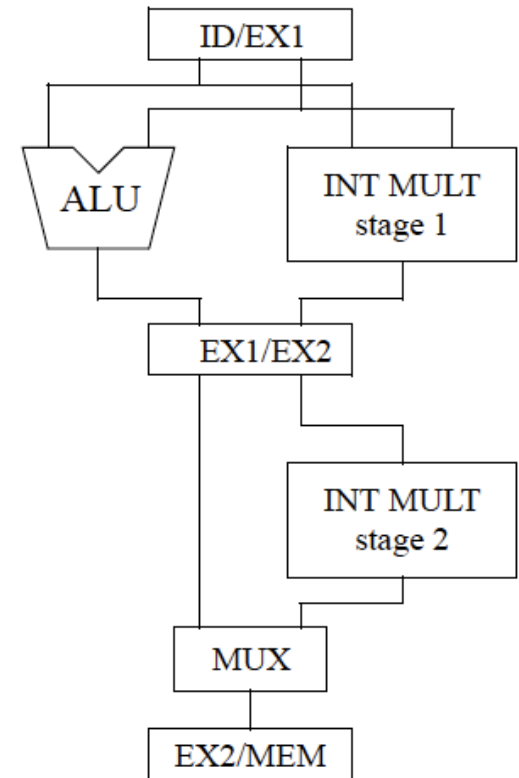 ID/EX1
ALU
INT MULT
stage 1
EX1/EX2
INT MULT
stage 2
MUX
EX2/MEM